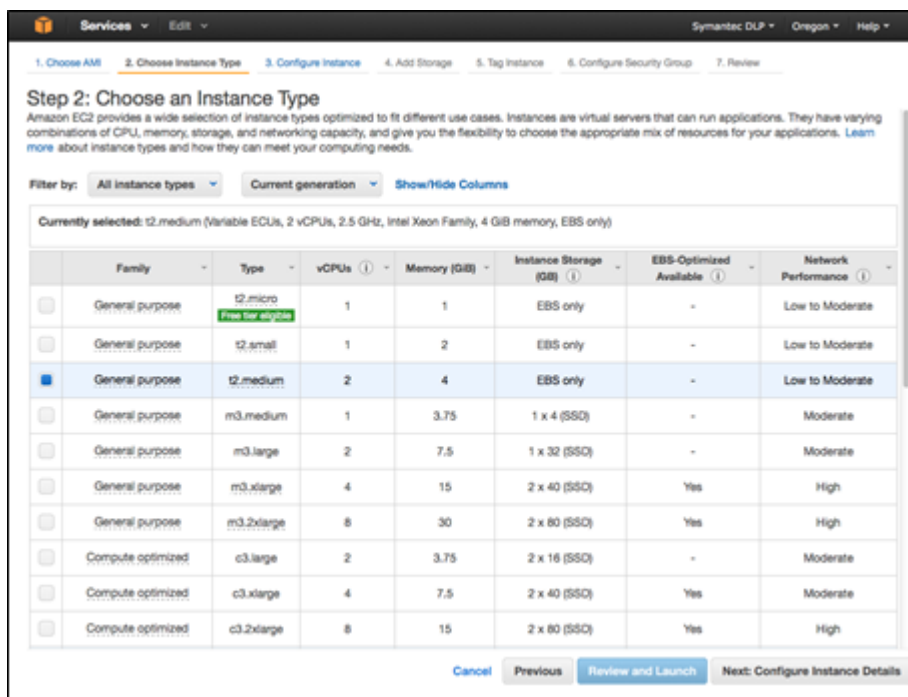 Services Edit Symantec DLP Oregon Help
1. Choose AMI 2. Choose Instance Type 3. Configure Instance 4. Add Storage 5. Tag Instance 6. Configure Security Group 7. Review
Step 2: Choose an Instance Type
Amazon EC2 provides a wide selection of instance types optimized to fit different use cases. Instances are virtual servers that can run applications. They have varying
combinations of CPU, memory, storage, and networking capacity, and give you the flexibility to choose the appropriate mix of resources for your applications. Learn
more about instance types and how they can meet your computing needs.
Filter by: All instance types Current generation Show/Hide Columns
Currently selected: t2.medium (Variable ECUs, 2 vCPUs, 2.5 GHz, Intel Xeon Family, 4 GiB memory, EBS only)
Family Type vCPUs Memory (GiB) Instance Storage (GB) EBS-Optimized Available Network Performance
General purpose t2.micro Free tier eligible 1 1 EBS only - Low to Moderate
General purpose t2.small 1 2 EBS only - Low to Moderate
General purpose t2.medium 2 4 EBS only - Low to Moderate
General purpose m3.medium 1 3.75 1 x 4 (SSD) - Moderate
General purpose m3.large 2 7.5 1 x 32 (SSD) - Moderate
General purpose m3.xlarge 4 15 2 x 40 (SSD) Yes High
General purpose m3.2xlarge 8 30 2 x 80 (SSD) Yes High
Compute optimized c3.large 2 3.75 2 x 16 (SSD) - Moderate
Compute optimized c3.xlarge 4 7.5 2 x 40 (SSD) Yes Moderate
Compute optimized c3.2xlarge 8 15 2 x 80 (SSD) Yes High
Cancel Previous Review and Launch Next: Configure Instance Details